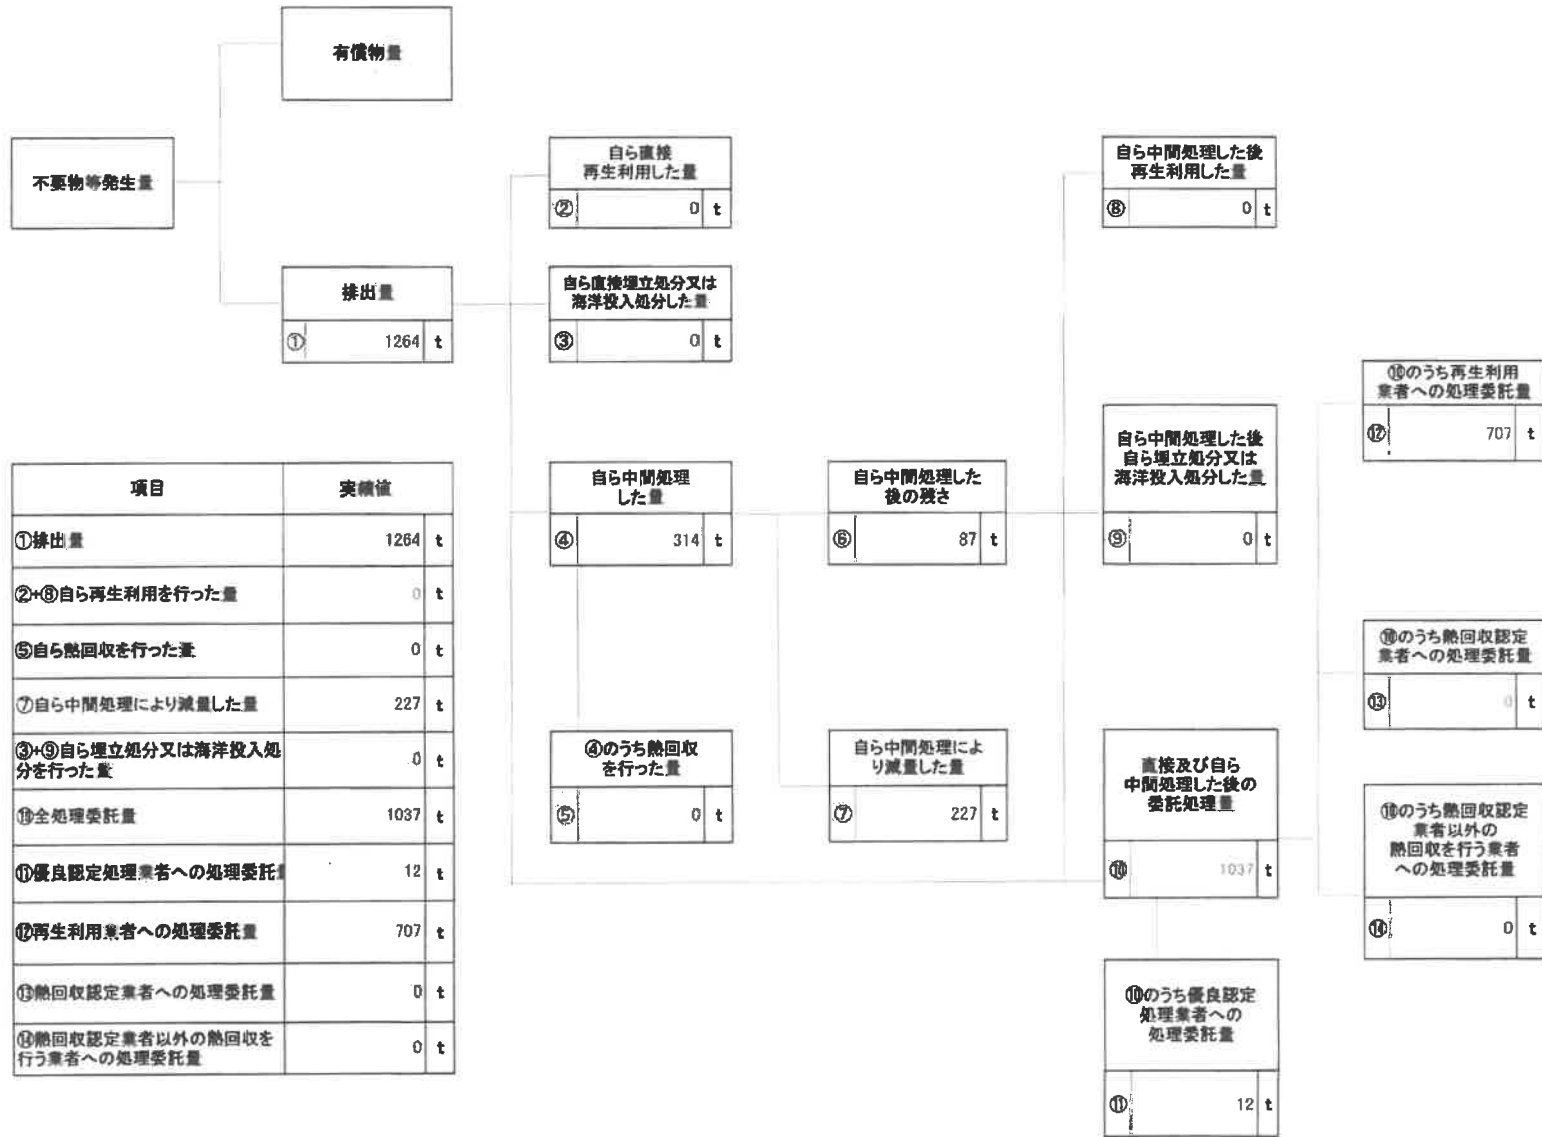 有償物量
不要物等発生量
排出量
① 1264 t
自ら直接
再生利用した量
② 0 t
自ら直接埋立処分又は
海洋投入処分した量
③ 0 t
自ら中間処理
した量
④ 314 t
④のうち熱回収
を行った量
⑤ 0 t
自ら中間処理した
後の残さ
⑥ 87 t
自ら中間処理によ
り減量した量
⑦ 227 t
自ら中間処理した後
再生利用した量
⑧ 0 t
自ら中間処理した後
自ら埋立処分又は
海洋投入処分した量
⑨ 0 t
直接及び自ら
中間処理した後の
委託処理量
⑩ 1037 t
⑩のうち優良認定
処理業者への
処理委託量
⑪ 12 t
⑩のうち再生利用
業者への処理委託量
⑫ 707 t
⑩のうち熱回収認定
業者への処理委託量
⑬ 0 t
⑩のうち熱回収認定
業者以外の
熱回収を行う業者
への処理委託量
⑭ 0 t
項目 実績値
①排出量 1264 t
②+⑧自ら再生利用を行った量 0 t
⑤自ら熱回収を行った量 0 t
⑦自ら中間処理により減量した量 227 t
③+⑨自ら埋立処分又は海洋投入処
分を行った量 0 t
⑩全処理委託量 1037 t
⑪優良認定処理業者への処理委託量 12 t
⑫再生利用業者への処理委託量 707 t
⑬熱回収認定業者への処理委託量 0 t
⑭熱回収認定業者以外の熱回収を
行う業者への処理委託量 0 t